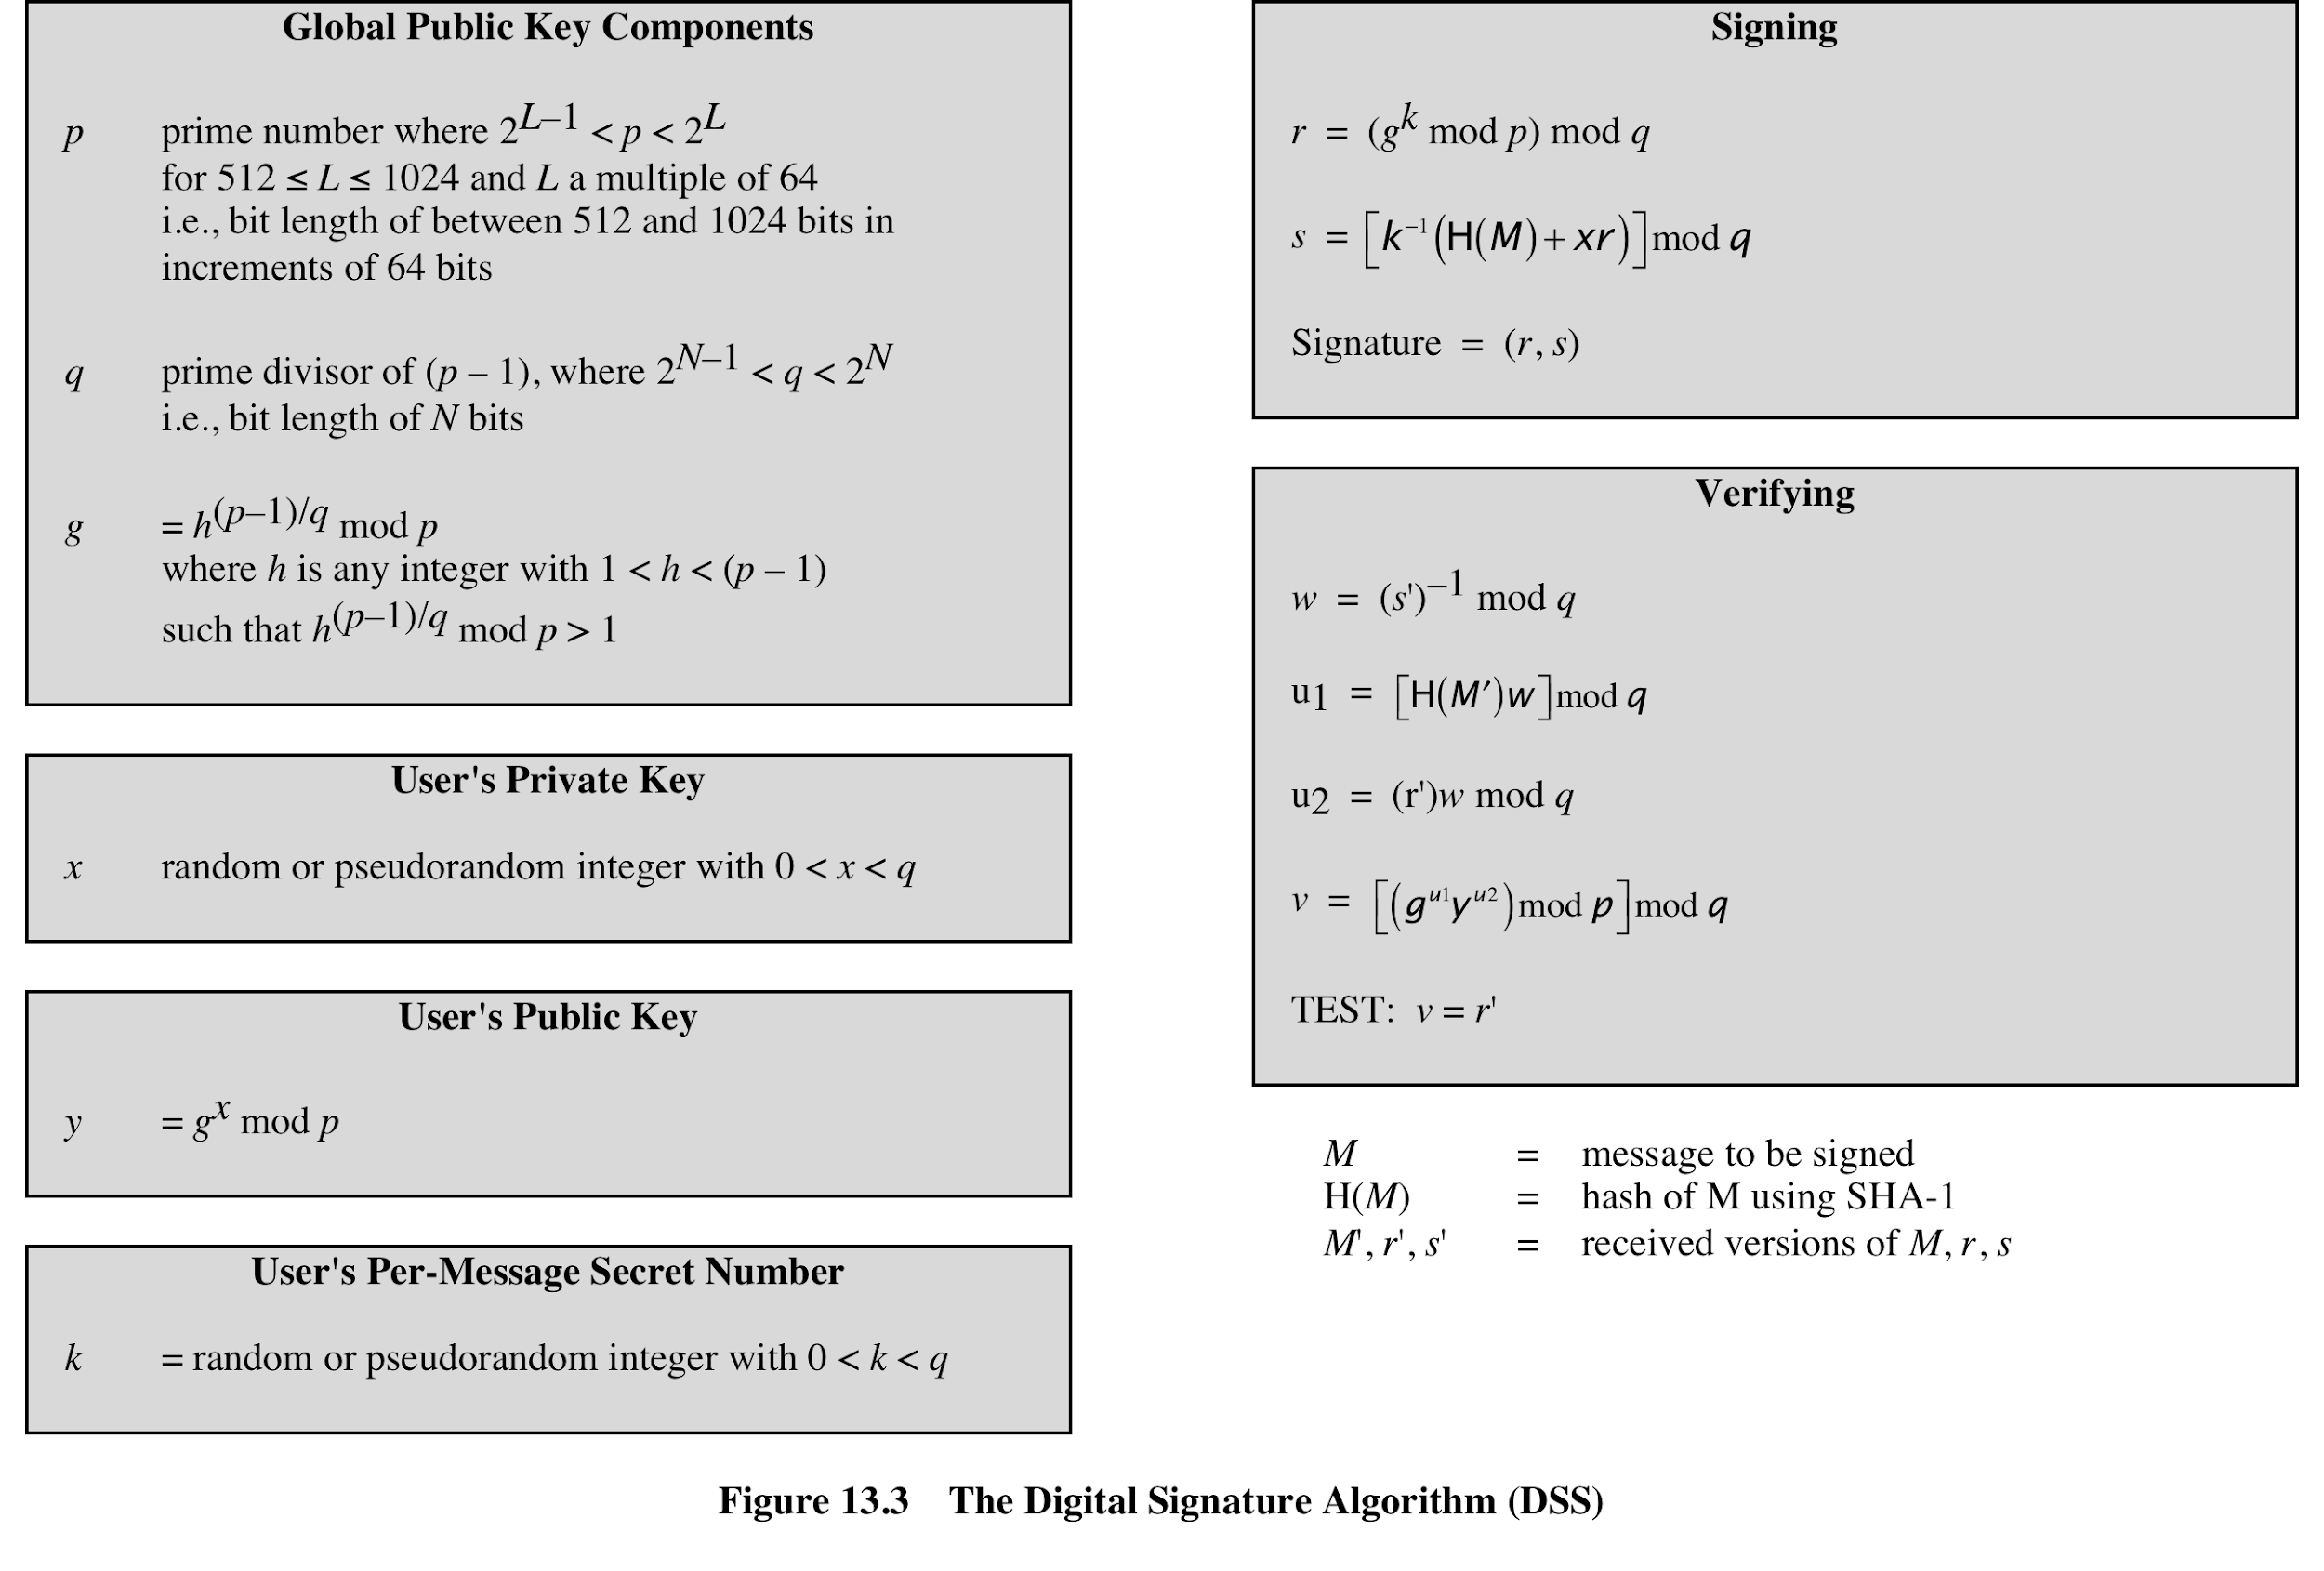 Global Public Key Components
p prime number where 2^{L–1} < p < 2^L
for 512 ≤ L ≤ 1024 and L a multiple of 64
i.e., bit length of between 512 and 1024 bits in
increments of 64 bits
q prime divisor of (p – 1), where 2^{N–1} < q < 2^N
i.e., bit length of N bits
g = h^{(p–1)/q} mod p
where h is any integer with 1 < h < (p – 1)
such that h^{(p–1)/q} mod p > 1
User's Private Key
x random or pseudorandom integer with 0 < x < q
User's Public Key
y = g^x mod p
User's Per-Message Secret Number
k = random or pseudorandom integer with 0 < k < q
Signing
r = (g^k mod p) mod q
s = [k^{–1}(H(M) + xr)] mod q
Signature = (r, s)
Verifying
w = (s')^{–1} mod q
u_1 = [H(M')w] mod q
u_2 = (r')w mod q
v = [(g^{u1}y^{u2}) mod p] mod q
TEST: v = r'
M = message to be signed
H(M) = hash of M using SHA-1
M', r', s' = received versions of M, r, s
Figure 13.3 The Digital Signature Algorithm (DSS)